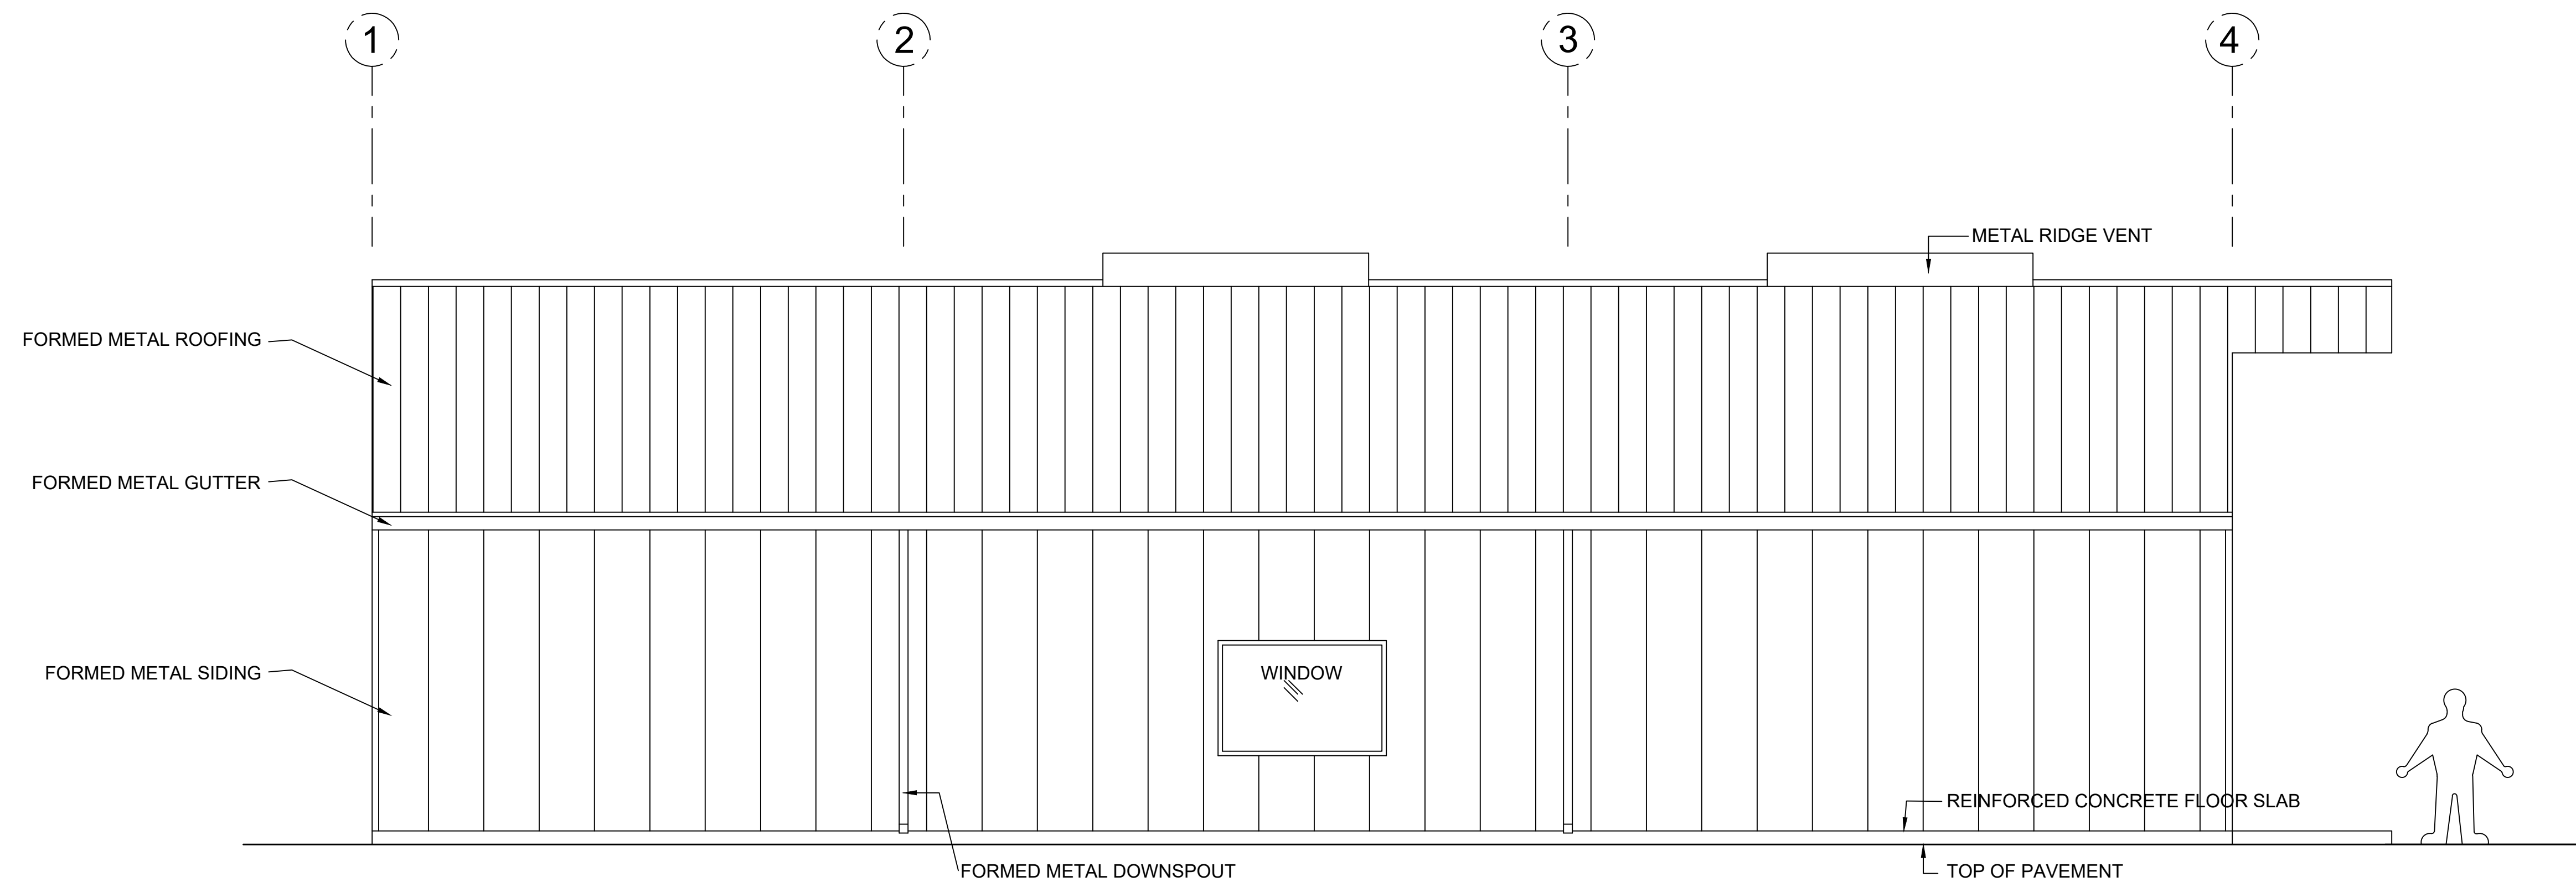 1
2
3
4
METAL RIDGE VENT
FORMED METAL ROOFING
FORMED METAL GUTTER
FORMED METAL SIDING
WINDOW
REINFORCED CONCRETE FLOOR SLAB
FORMED METAL DOWNSPOUT
TOP OF PAVEMENT